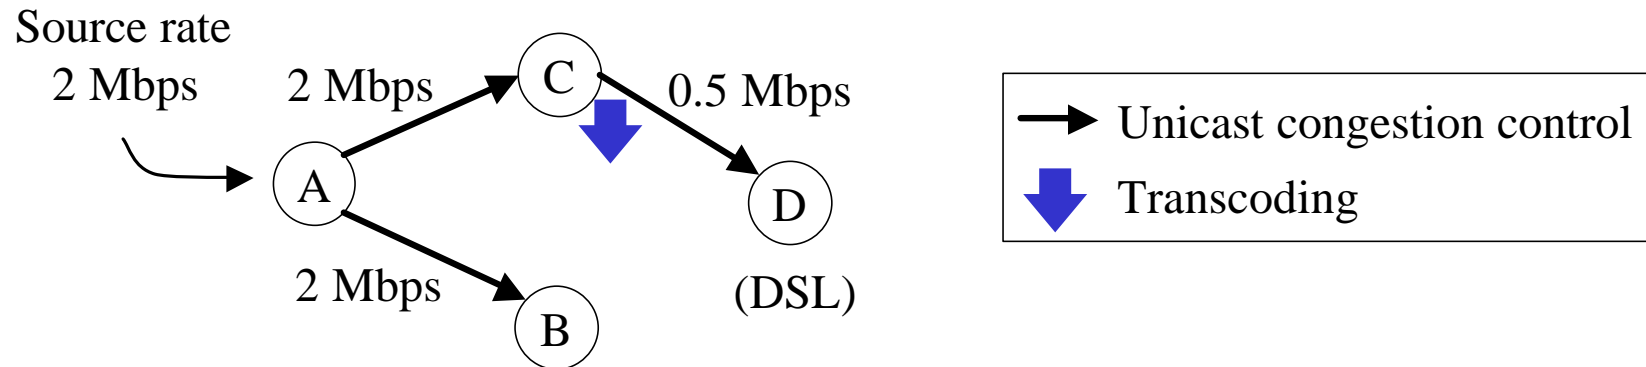 Source rate
2 Mbps
2 Mbps
C
0.5 Mbps
A
D
2 Mbps
(DSL)
B
Unicast congestion control
Transcoding